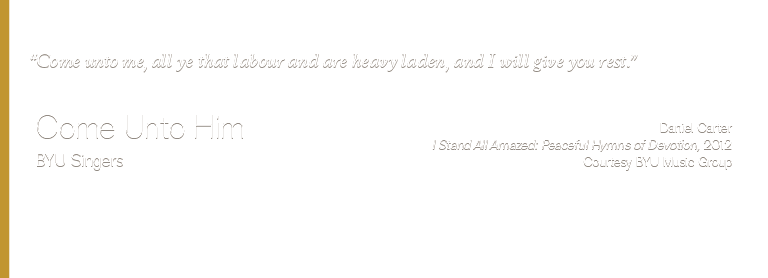 “Come unto me, all ye that labour and are heavy laden, and I will give you rest.”
Come Unto Him
BYU Singers
Daniel Carter
I Stand All Amazed: Peaceful Hymns of Devotion, 2012
Courtesy BYU Music Group